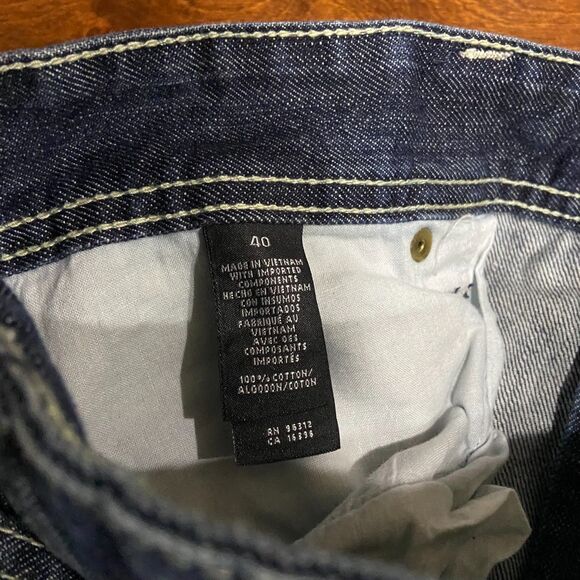 40
MADE IN VIETNAM
WITH IMPORTED
COMPONENTS
HECHO EN VIETNAM
CON INSUMOS
IMPORTADOS
FABRIQUÉ AU
VIETNAM
AVEC DES
COMPOSANTS
IMPORTÉS
100% COTTON/
ALGODON/COTON
RN 96312
CA 16396